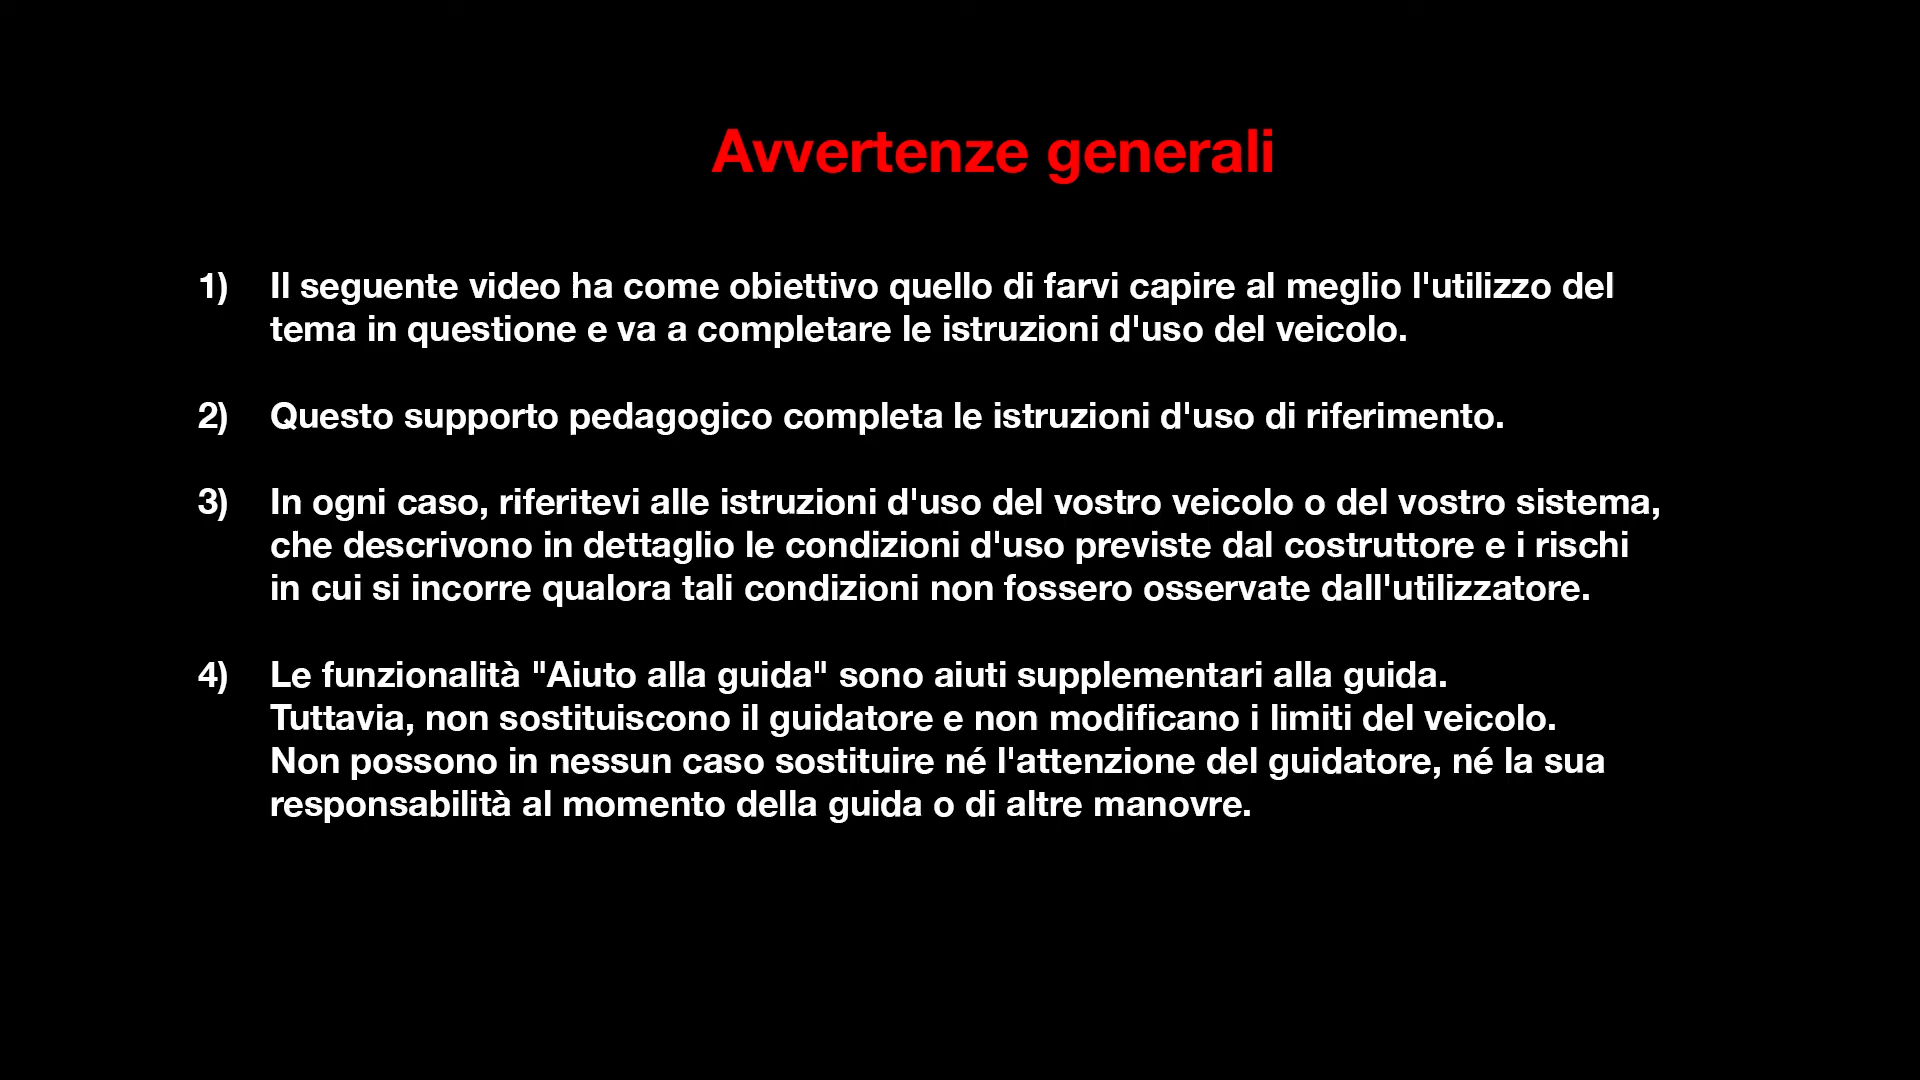 Avvertenze generali
1) Il seguente video ha come obiettivo quello di farvi capire al meglio l'utilizzo del
tema in questione e va a completare le istruzioni d'uso del veicolo.
2) Questo supporto pedagogico completa le istruzioni d'uso di riferimento.
3) In ogni caso, riferitevi alle istruzioni d'uso del vostro veicolo o del vostro sistema,
che descrivono in dettaglio le condizioni d'uso previste dal costruttore e i rischi
in cui si incorre qualora tali condizioni non fossero osservate dall'utilizzatore.
4) Le funzionalità "Aiuto alla guida" sono aiuti supplementari alla guida.
Tuttavia, non sostituiscono il guidatore e non modificano i limiti del veicolo.
Non possono in nessun caso sostituire né l'attenzione del guidatore, né la sua
responsabilità al momento della guida o di altre manovre.